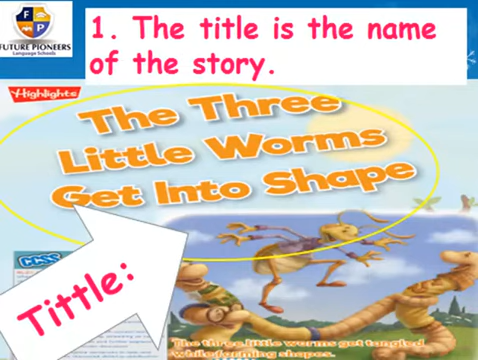 F
P
FUTURE PIONEERS
Language Schools
1. The title is the name
of the story.
Highlights
The Three
Little Worms
Get Into Shape
CCSS
Tittle:
The three little worms get tangled
while forming shapes.